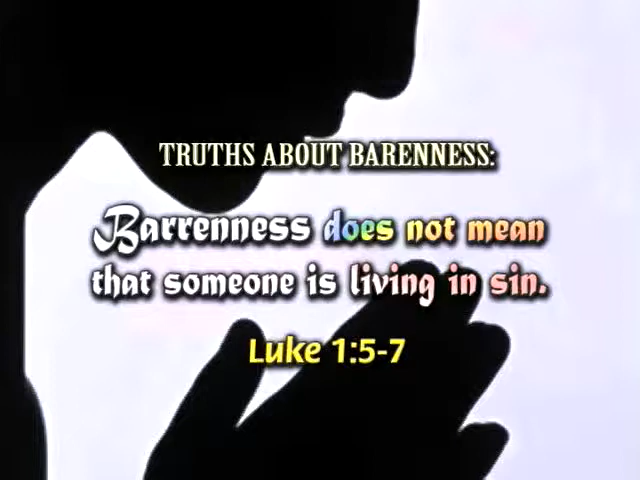 TRUTHS ABOUT BARENNESS:
Barrenness does not mean
that someone is living in sin.
Luke 1:5-7